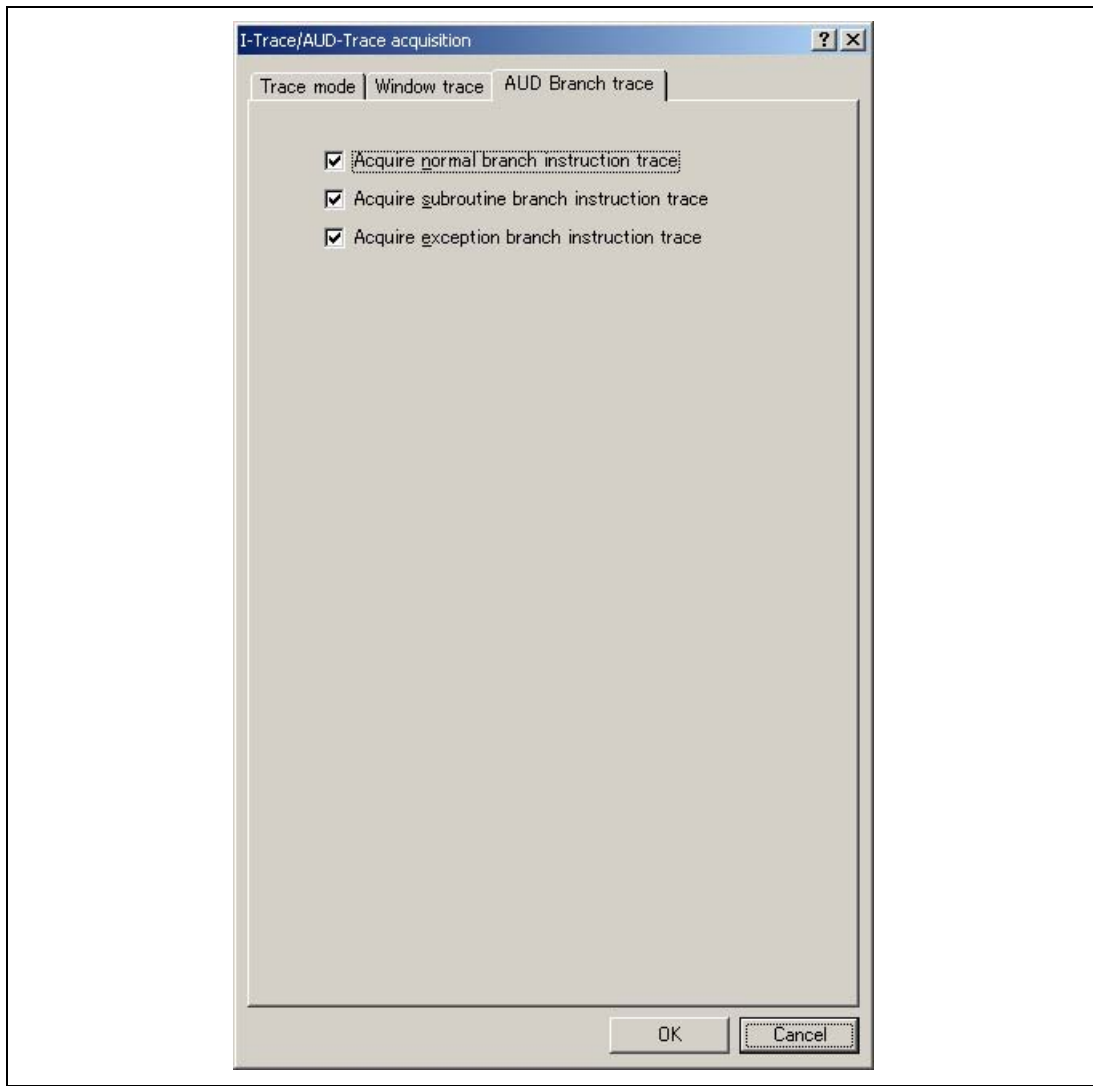 I-Trace/AUD-Trace acquisition
Trace mode Window trace AUD Branch trace
Acquire normal branch instruction trace
Acquire subroutine branch instruction trace
Acquire exception branch instruction trace
OK Cancel